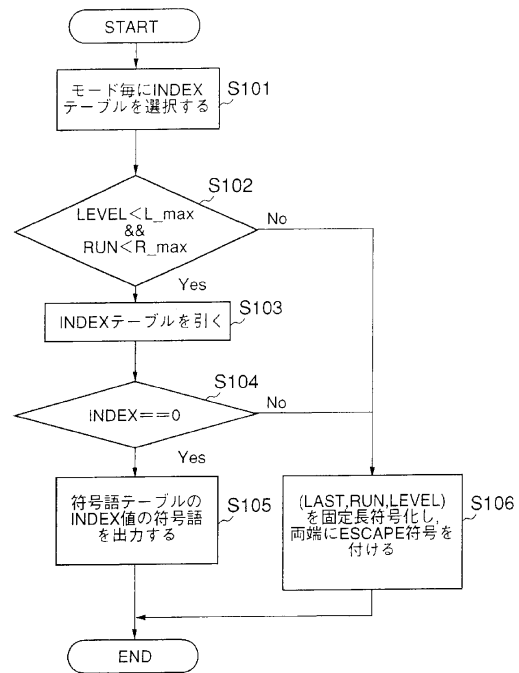 START
モード毎にINDEX
テーブルを選択する
S101
S102
LEVEL<L_max
&&
RUN<R_max
No
Yes
INDEXテーブルを引く
S103
S104
INDEX==0
No
Yes
符号語テーブルの
INDEX値の符号語
を出力する
S105
(LAST,RUN,LEVEL)
を固定長符号化し,
両端にESCAPE符号を
付ける
S106
END